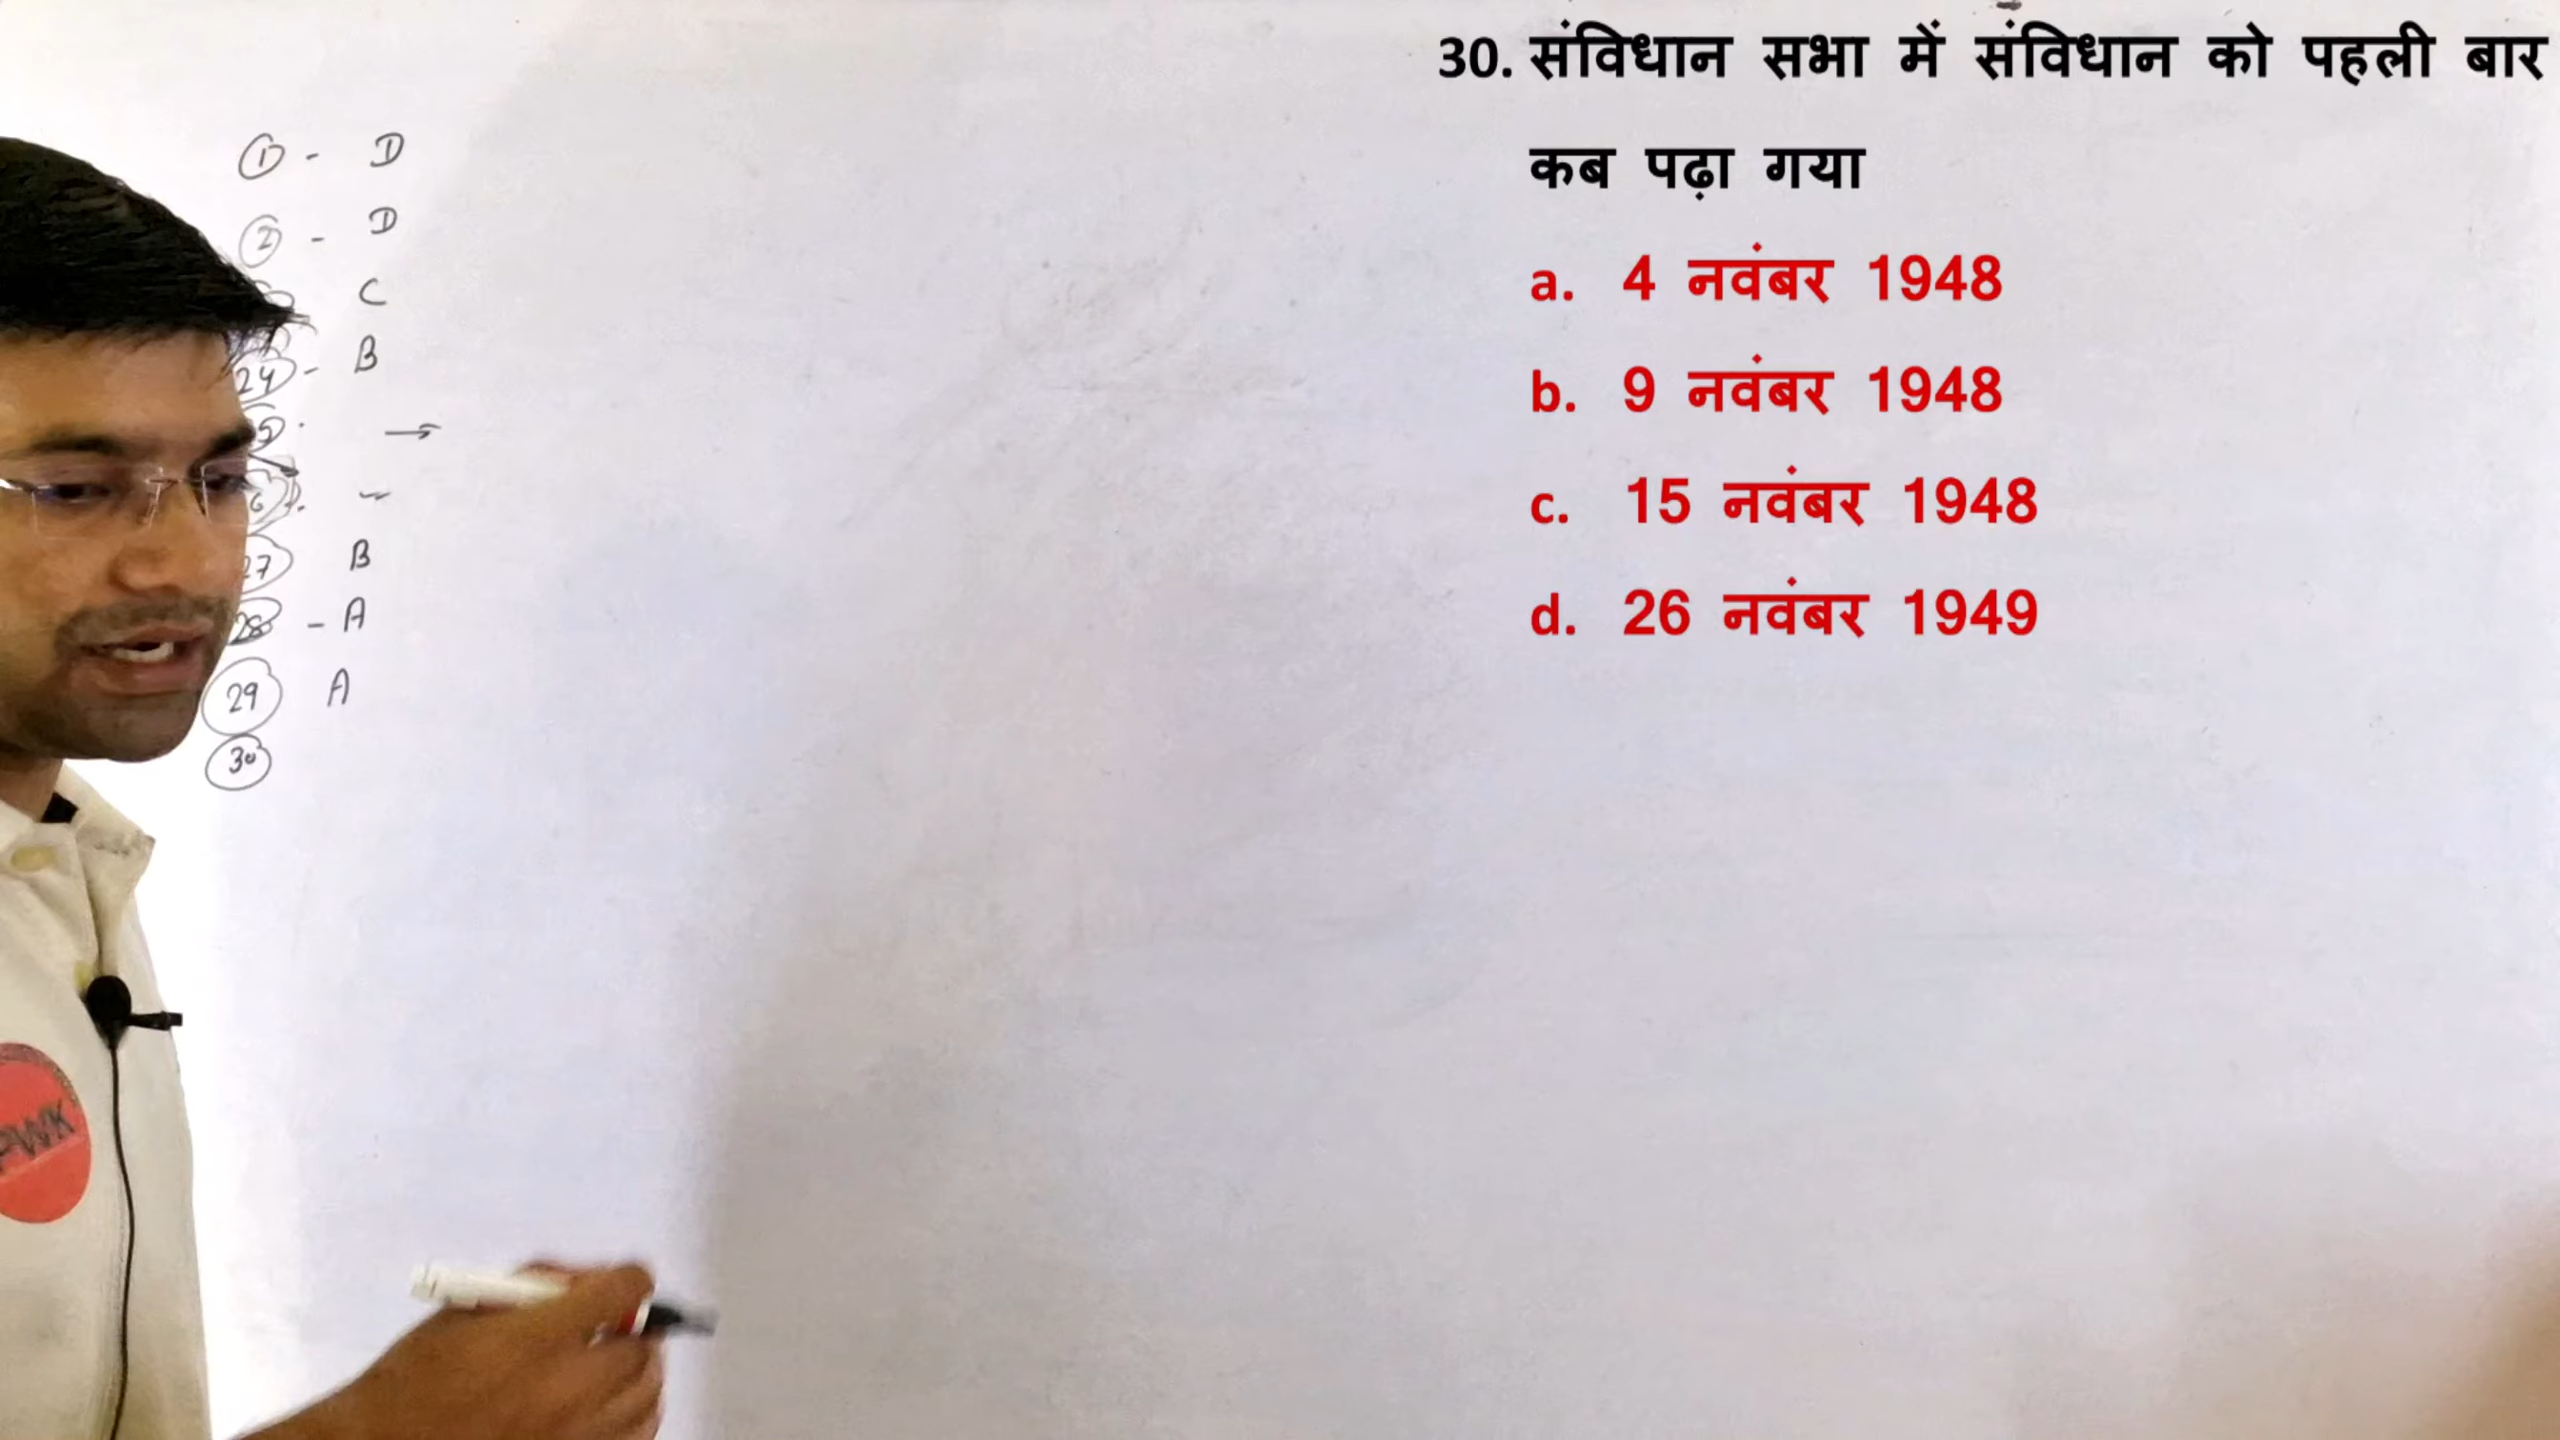 30. संविधान सभा में संविधान को पहली बार
कब पढ़ा गया
a. 4 नवंबर 1948
b. 9 नवंबर 1948
c. 15 नवंबर 1948
d. 26 नवंबर 1949
① - D
② - D
C
24 - B
→
27 B
28 - A
29 A
30
PWK